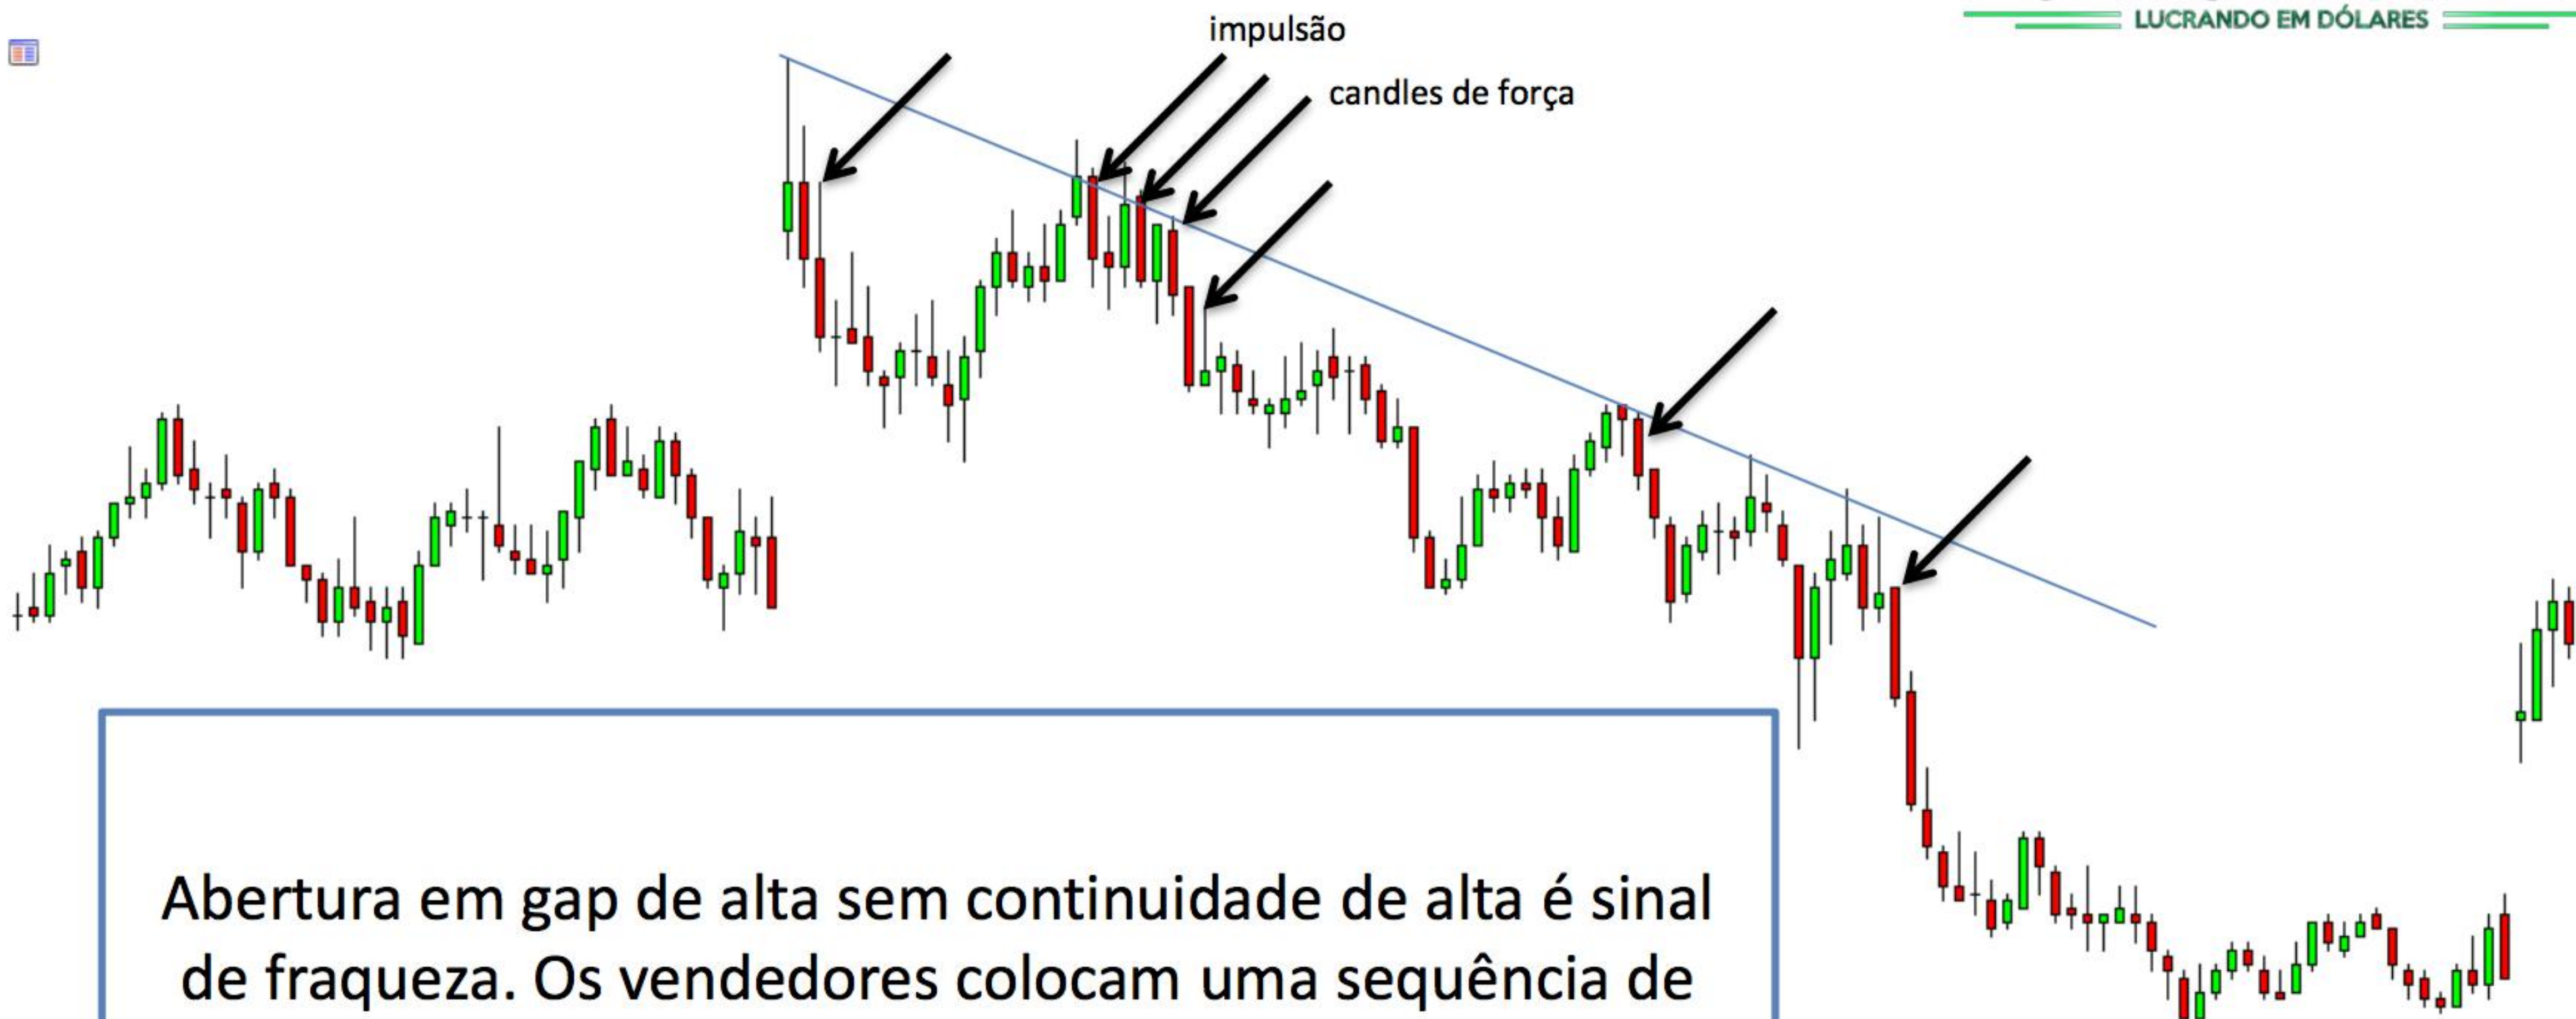 LUCRANDO EM DÓLARES
impulsão
candles de força
Abertura em gap de alta sem continuidade de alta é sinal
de fraqueza. Os vendedores colocam uma sequência de